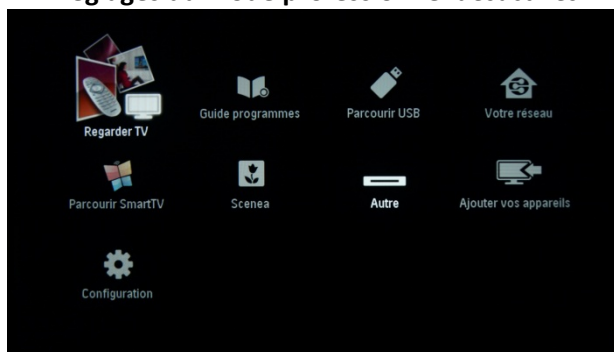 Regarder TV
Guide programmes
Parcourir USB
Votre réseau
Parcourir SmartTV
Scenea
Autre
Ajouter vos appareils
Configuration